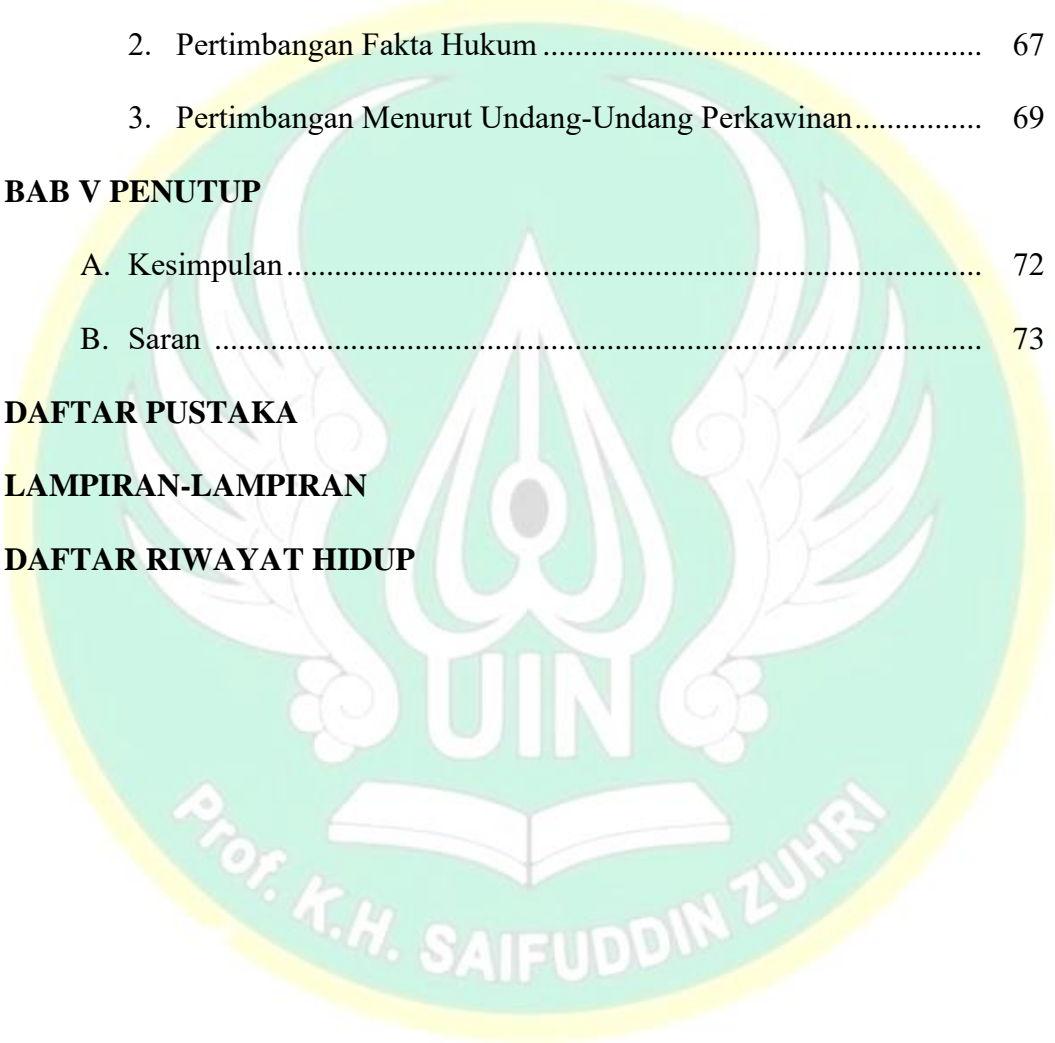 2. Pertimbangan Fakta Hukum ........................................................ 67
3. Pertimbangan Menurut Undang-Undang Perkawinan................ 69
BAB V PENUTUP
A. Kesimpulan......................................................................................... 72
B. Saran .................................................................................................. 73
DAFTAR PUSTAKA
LAMPIRAN-LAMPIRAN
DAFTAR RIWAYAT HIDUP
UIN
Prof. K.H. SAIFUDDIN ZUHRI